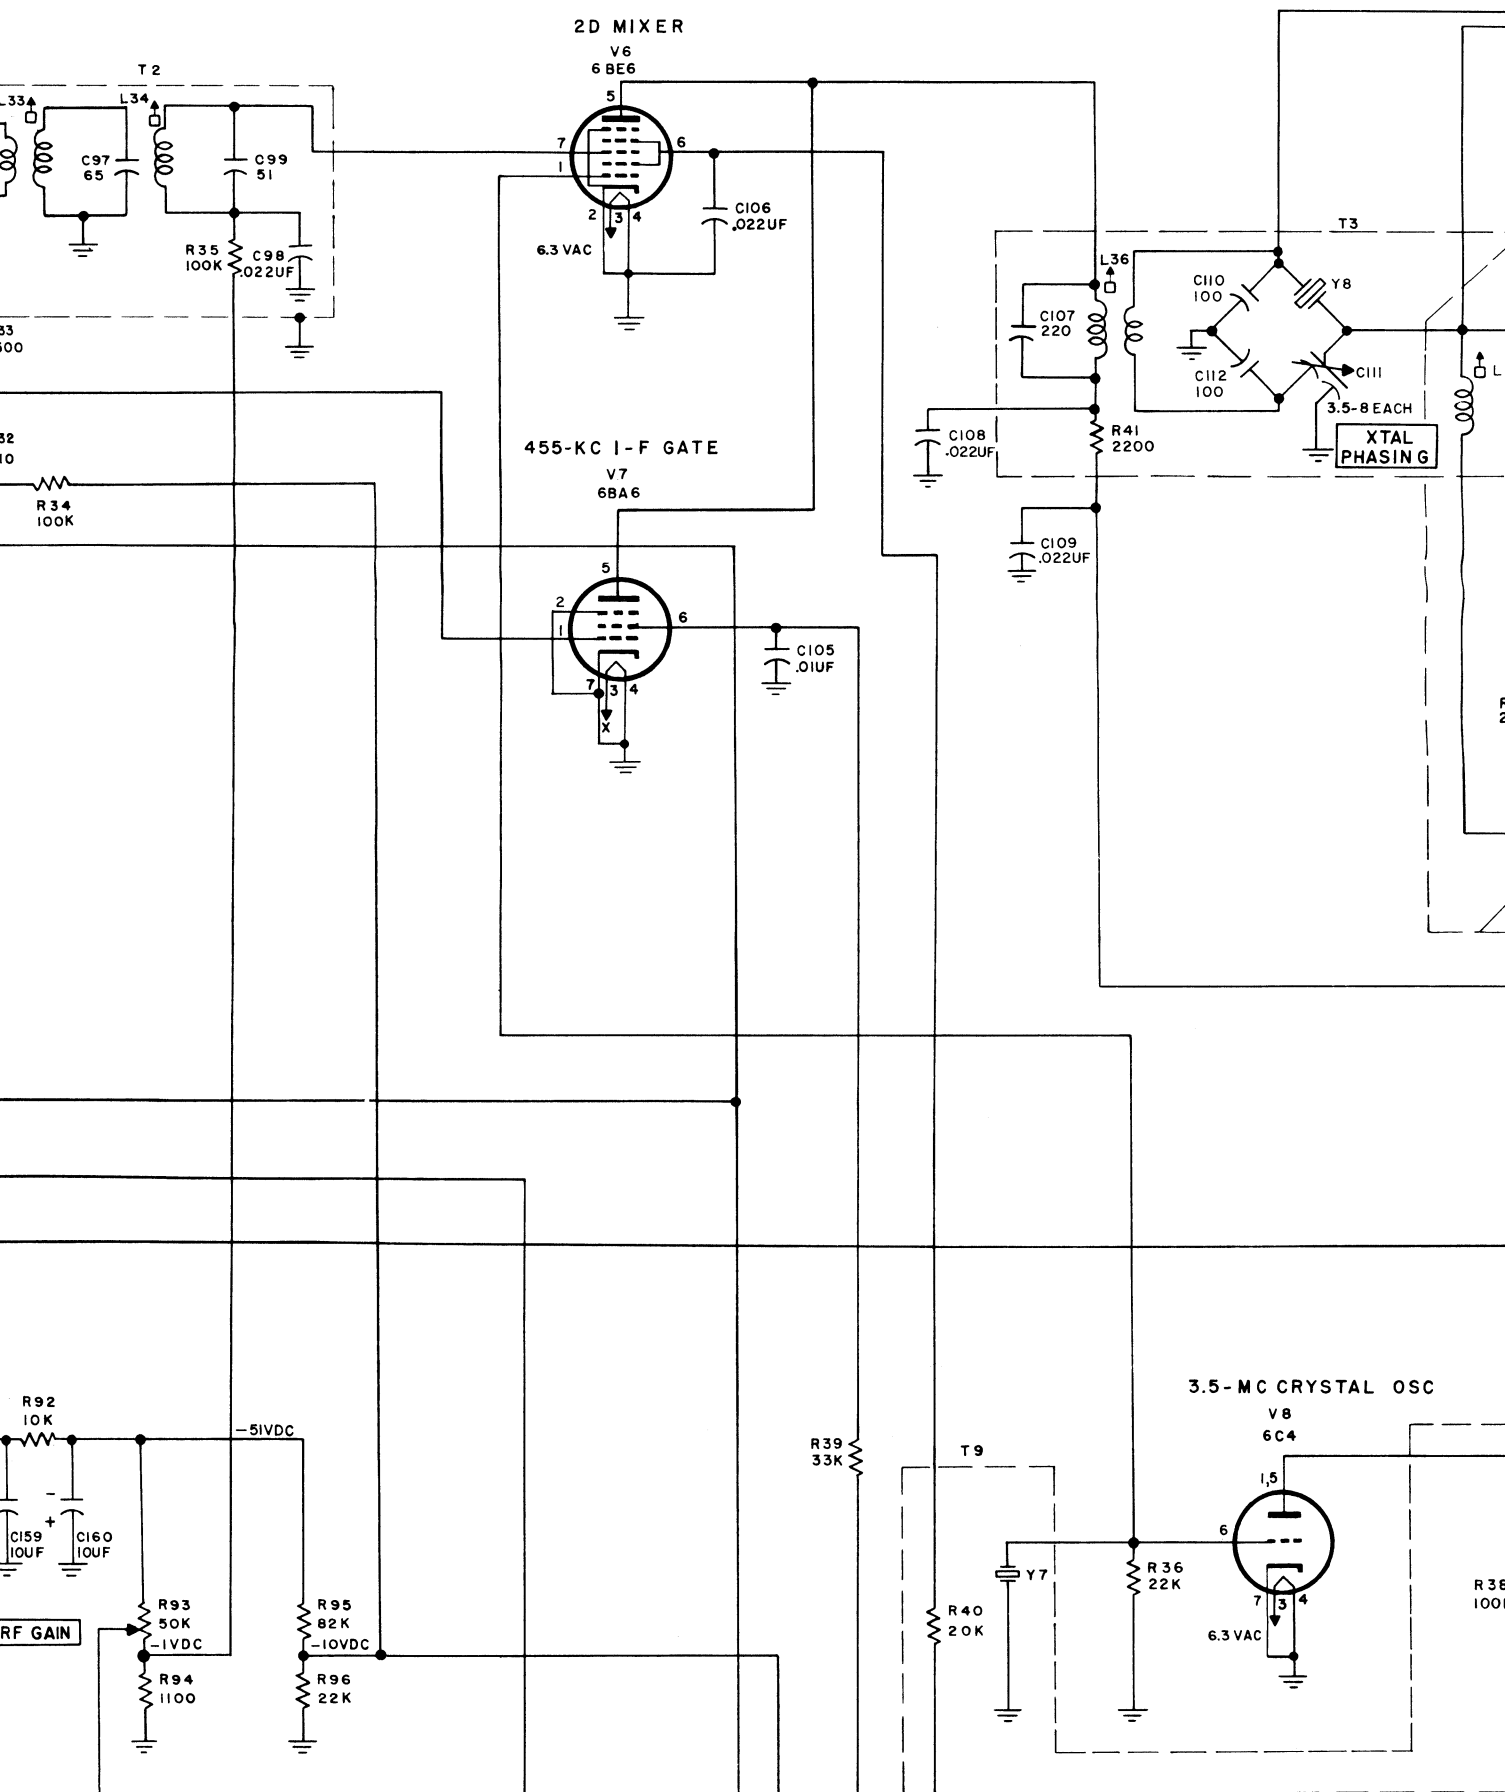 2D MIXER
V6
6BE6
T2
L33
L34
C97
65
C99
51
R35
100K
C98
.022UF
5
7
1
6
2
3
4
6.3 VAC
C106
.022UF
T3
L36
C107
220
C110
100
Y8
C112
100
C111
3.5-8 EACH
XTAL
PHASING
C108
.022UF
R41
2200
C109
.022UF
L
33
500
32
10
R34
100K
455-KC I-F GATE
V7
6BA6
5
2
1
6
7
3
4
X
C105
.01UF
R
2
R92
10K
-51VDC
C159
10UF
-
+
C160
10UF
R93
50K
RF GAIN
-1VDC
R94
1100
R95
82K
-10VDC
R96
22K
R39
33K
T9
R40
20K
Y7
R36
22K
3.5-MC CRYSTAL OSC
V8
6C4
1,5
6
7
3
4
6.3 VAC
R38
100